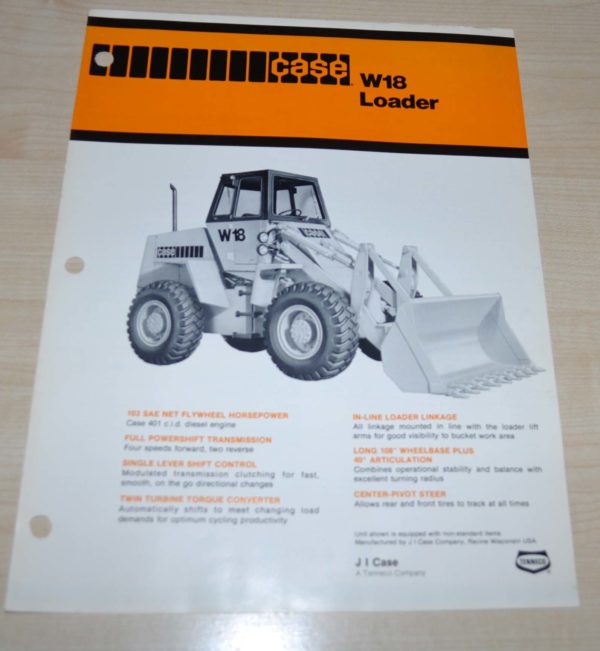 case
W18
Loader
W18
case
103 SAE NET FLYWHEEL HORSEPOWER
Case 401 c.i.d. diesel engine
FULL POWERSHIFT TRANSMISSION
Four speeds forward, two reverse
SINGLE LEVER SHIFT CONTROL
Modulated transmission clutching for fast,
smooth, on the go directional changes
TWIN TURBINE TORQUE CONVERTER
Automatically shifts to meet changing load
demands for optimum cycling productivity
IN-LINE LOADER LINKAGE
All linkage mounted in line with the loader lift
arms for good visibility to bucket work area
LONG 108" WHEELBASE PLUS
40° ARTICULATION
Combines operational stability and balance with
excellent turning radius
CENTER-PIVOT STEER
Allows rear and front tires to track at all times
Unit shown is equipped with non-standard items.
Manufactured by J I Case Company, Racine Wisconsin USA
J I Case
A Tenneco Company
TENNECO